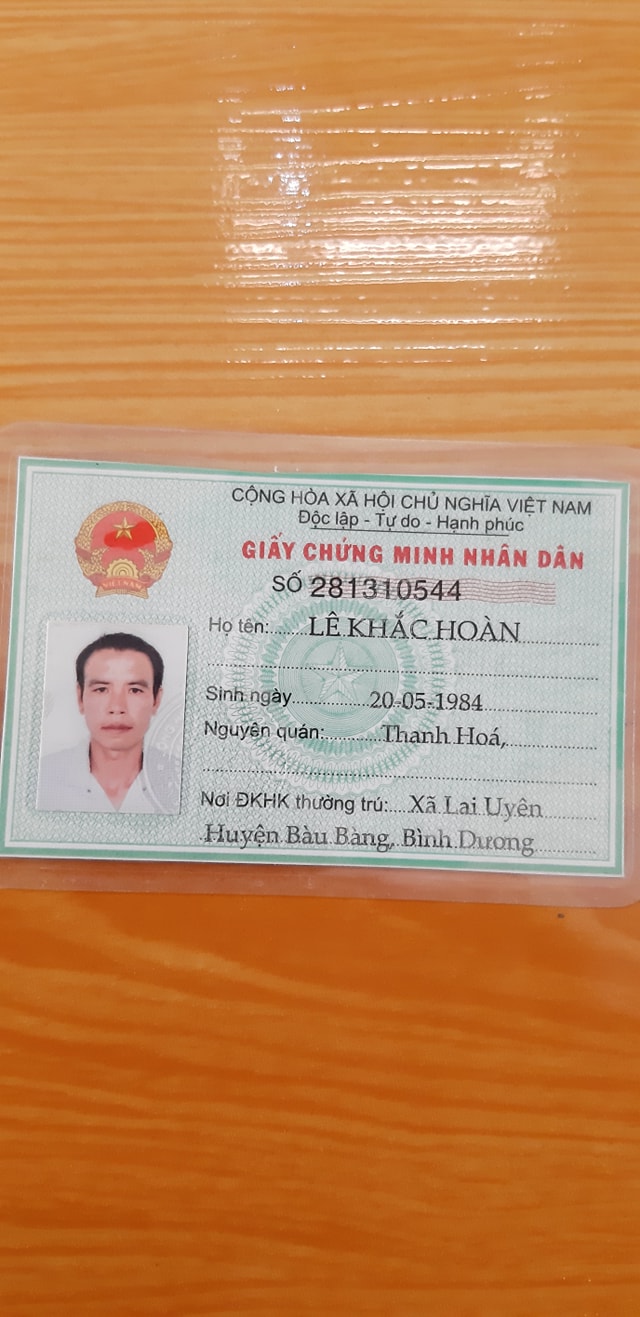 CỘNG HÒA XÃ HỘI CHỦ NGHĨA VIỆT NAM
Độc lập - Tự do - Hạnh phúc
GIẤY CHỨNG MINH NHÂN DÂN
SỐ 281310544
Họ tên: LÊ KHẮC HOÀN
Sinh ngày 20-05-1984
Nguyên quán: Thanh Hoá,
Nơi ĐKHK thường trú: Xã Lai Uyên
Huyện Bàu Bàng, Bình Dương
VIỆT NAM